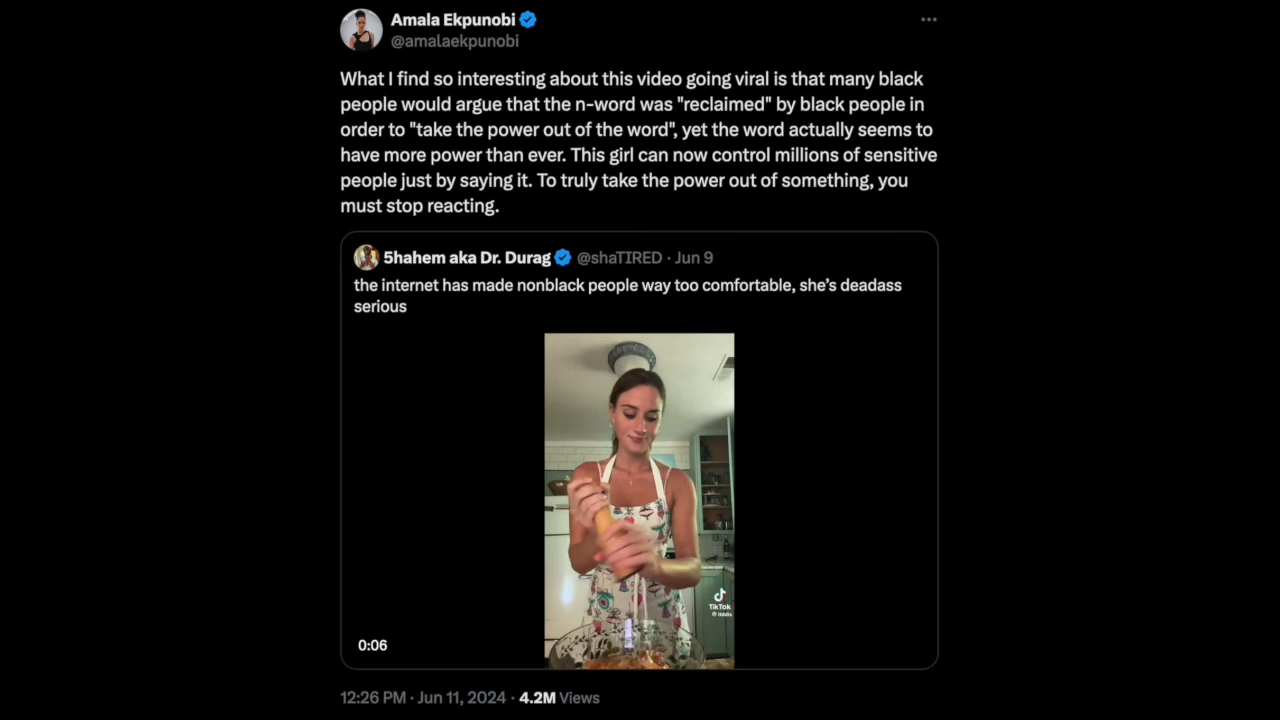 Amala Ekpunobi
@amalaekpunobi
What I find so interesting about this video going viral is that many black
people would argue that the n-word was "reclaimed" by black people in
order to "take the power out of the word", yet the word actually seems to
have more power than ever. This girl can now control millions of sensitive
people just by saying it. To truly take the power out of something, you
must stop reacting.
5hahem aka Dr. Durag @shaTIRED · Jun 9
the internet has made nonblack people way too comfortable, she’s deadass
serious
TikTok
0:06
12:26 PM · Jun 11, 2024 · 4.2M Views